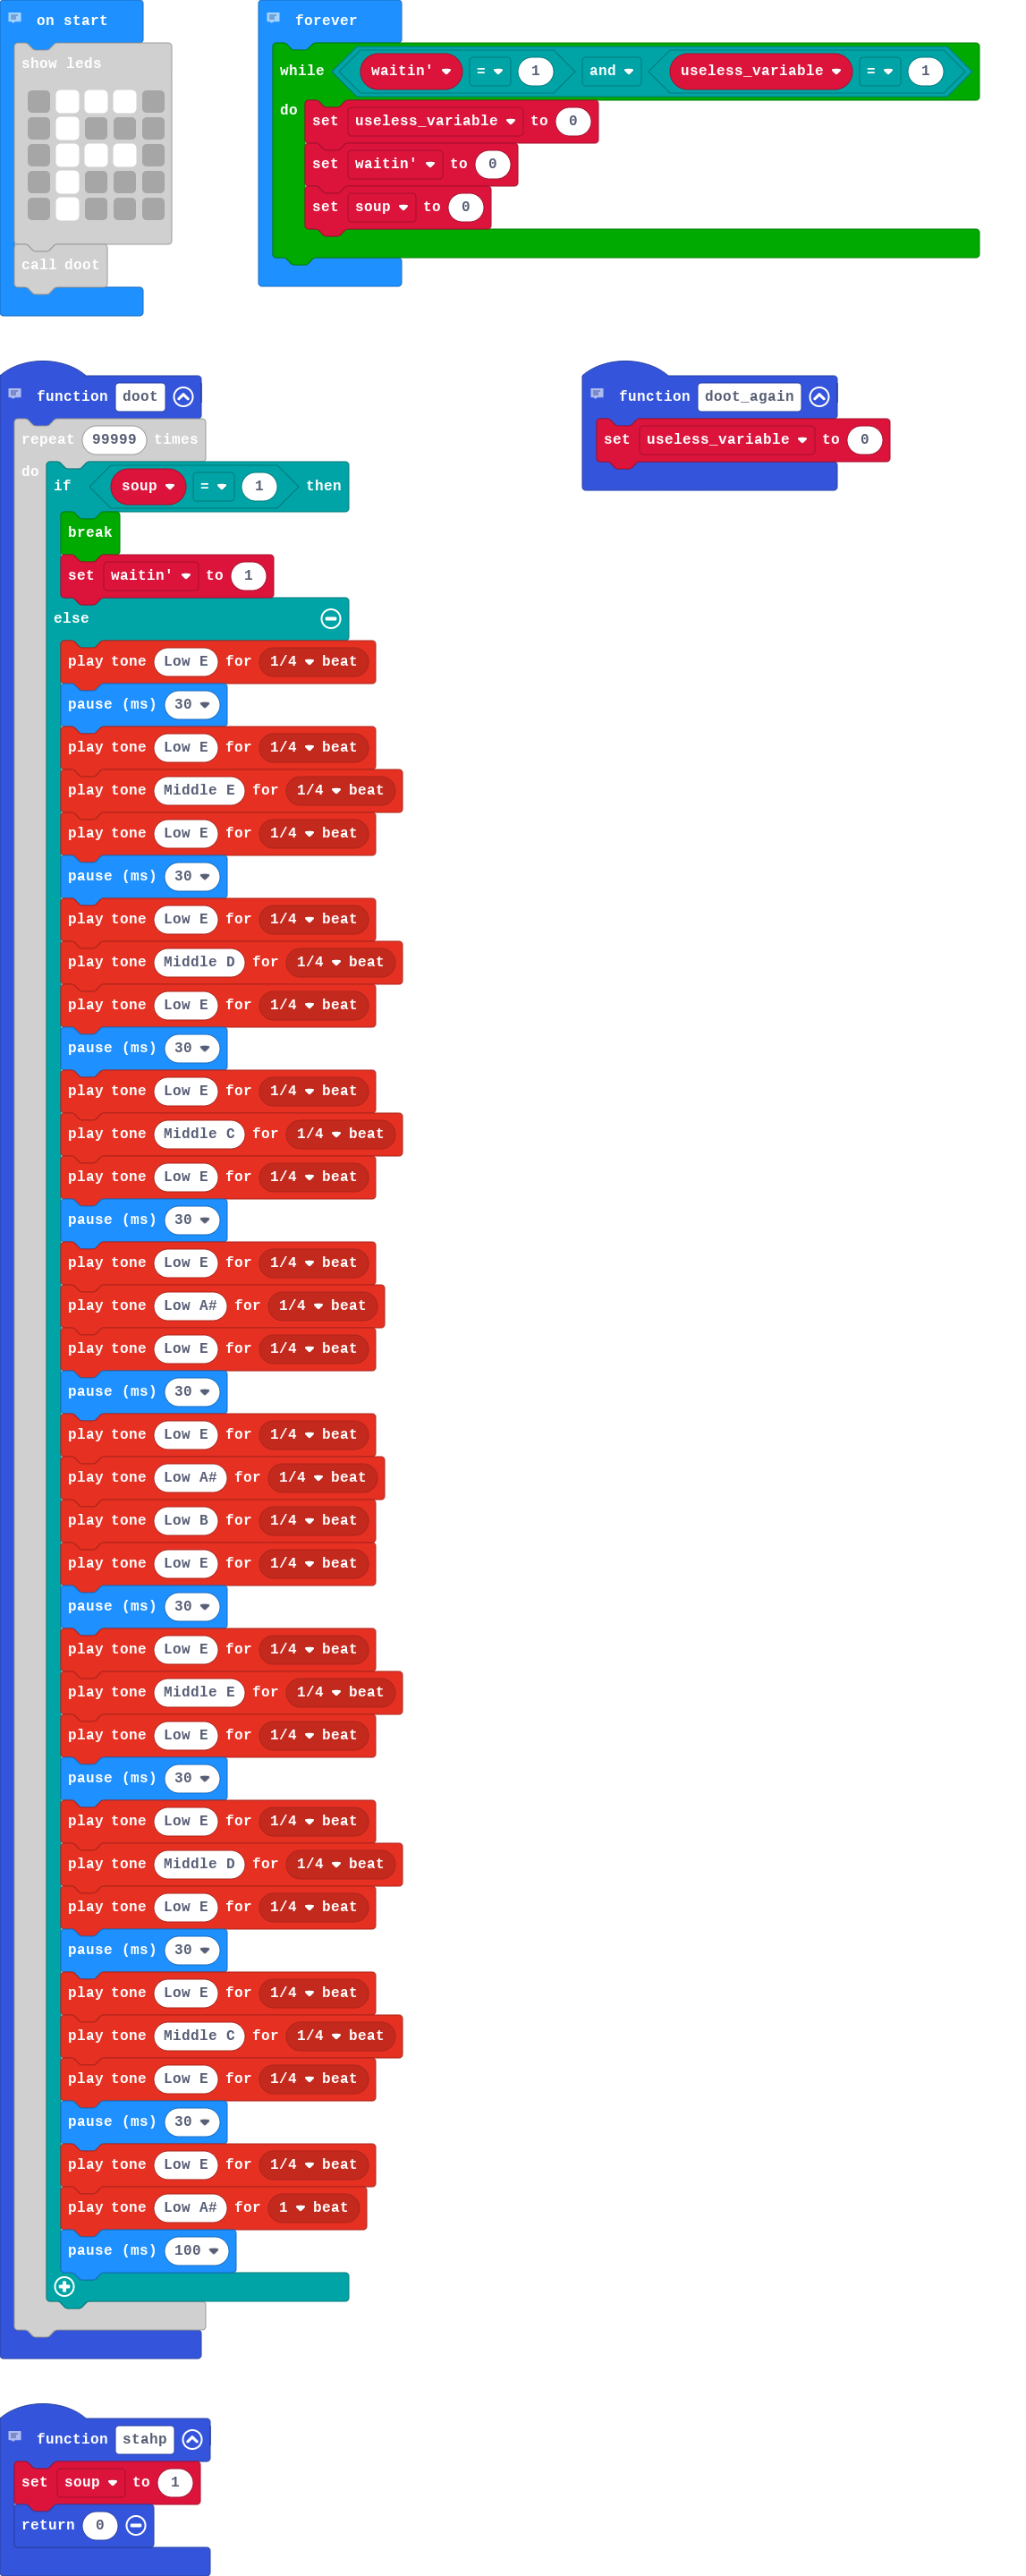 on start
show leds
call doot
forever
while waitin' = 1 and useless_variable = 1
do
set useless_variable to 0
set waitin' to 0
set soup to 0
function doot
repeat 99999 times
do
if soup = 1 then
break
set waitin' to 1
else
play tone Low E for 1/4 beat
pause (ms) 30
play tone Low E for 1/4 beat
play tone Middle E for 1/4 beat
play tone Low E for 1/4 beat
pause (ms) 30
play tone Low E for 1/4 beat
play tone Middle D for 1/4 beat
play tone Low E for 1/4 beat
pause (ms) 30
play tone Low E for 1/4 beat
play tone Middle C for 1/4 beat
play tone Low E for 1/4 beat
pause (ms) 30
play tone Low E for 1/4 beat
play tone Low A# for 1/4 beat
play tone Low E for 1/4 beat
pause (ms) 30
play tone Low E for 1/4 beat
play tone Low A# for 1/4 beat
play tone Low B for 1/4 beat
play tone Low E for 1/4 beat
pause (ms) 30
play tone Low E for 1/4 beat
play tone Middle E for 1/4 beat
play tone Low E for 1/4 beat
pause (ms) 30
play tone Low E for 1/4 beat
play tone Middle D for 1/4 beat
play tone Low E for 1/4 beat
pause (ms) 30
play tone Low E for 1/4 beat
play tone Middle C for 1/4 beat
play tone Low E for 1/4 beat
pause (ms) 30
play tone Low E for 1/4 beat
play tone Low A# for 1 beat
pause (ms) 100
function doot_again
set useless_variable to 0
function stahp
set soup to 1
return 0